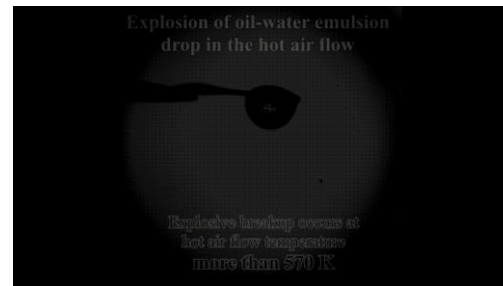 Explosion of oil-water emulsion
drop in the hot air flow
Explosive breakup occurs at
hot air flow temperature
more than 570 K